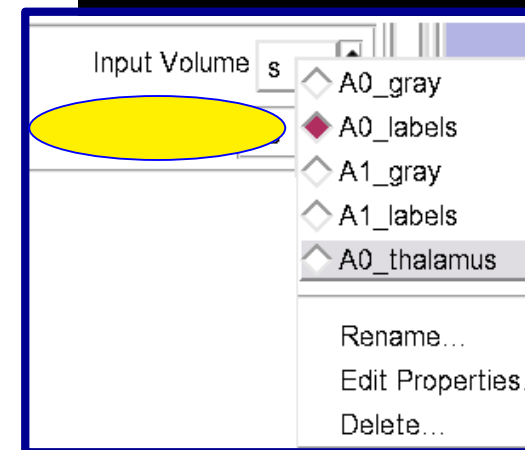 Input Volume s
A0_gray
A0_labels
A1_gray
A1_labels
A0_thalamus
Rename...
Edit Properties.
Delete...